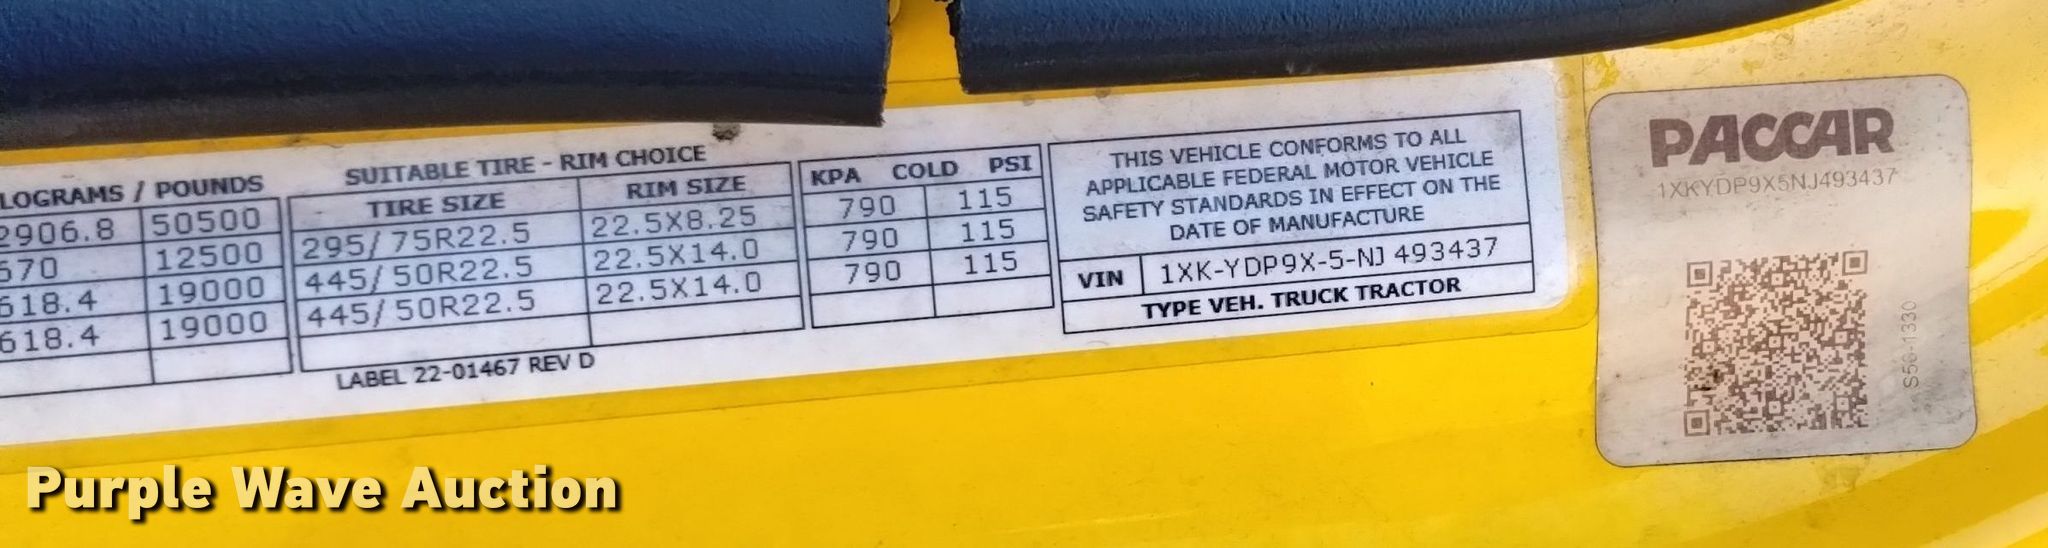 LOGRAMS / POUNDS
2906.8 50500
670 12500
618.4 19000
618.4 19000
SUITABLE TIRE - RIM CHOICE
TIRE SIZE RIM SIZE
295/ 75R22.5 22.5X8.25
445/ 50R22.5 22.5X14.0
445/ 50R22.5 22.5X14.0
KPA COLD PSI
790 115
790 115
790 115
LABEL 22-01467 REV D
THIS VEHICLE CONFORMS TO ALL
APPLICABLE FEDERAL MOTOR VEHICLE
SAFETY STANDARDS IN EFFECT ON THE
DATE OF MANUFACTURE
VIN 1XK-YDP9X-5-NJ 493437
TYPE VEH. TRUCK TRACTOR
PACCAR
1XKYDP9X5NJ493437
S56-1330
Purple Wave Auction